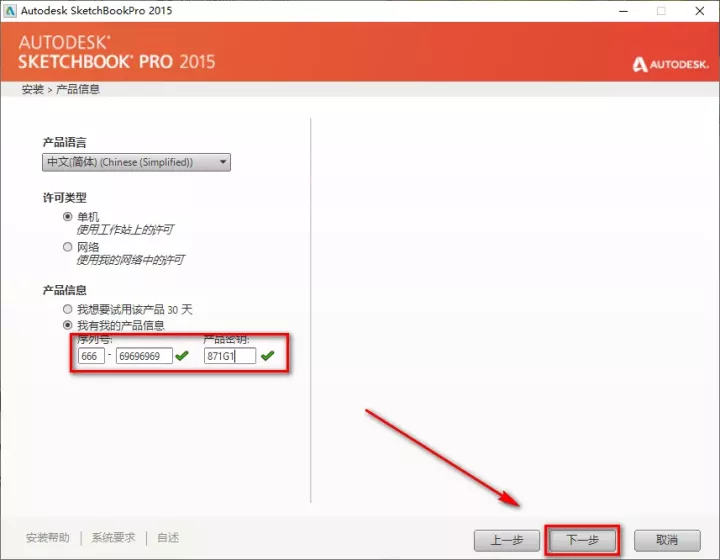 Autodesk SketchBookPro 2015
AUTODESK®
SKETCHBOOK® PRO 2015
AUTODESK.
安装 > 产品信息
产品语言
中文(简体) (Chinese (Simplified))
许可类型
单机
使用工作站上的许可
网络
使用我的网络中的许可
产品信息
我想要试用该产品 30 天
我有我的产品信息
序列号: 产品密钥:
666 - 69696969 871G1
安装帮助 系统要求 自述 上一步 下一步 取消